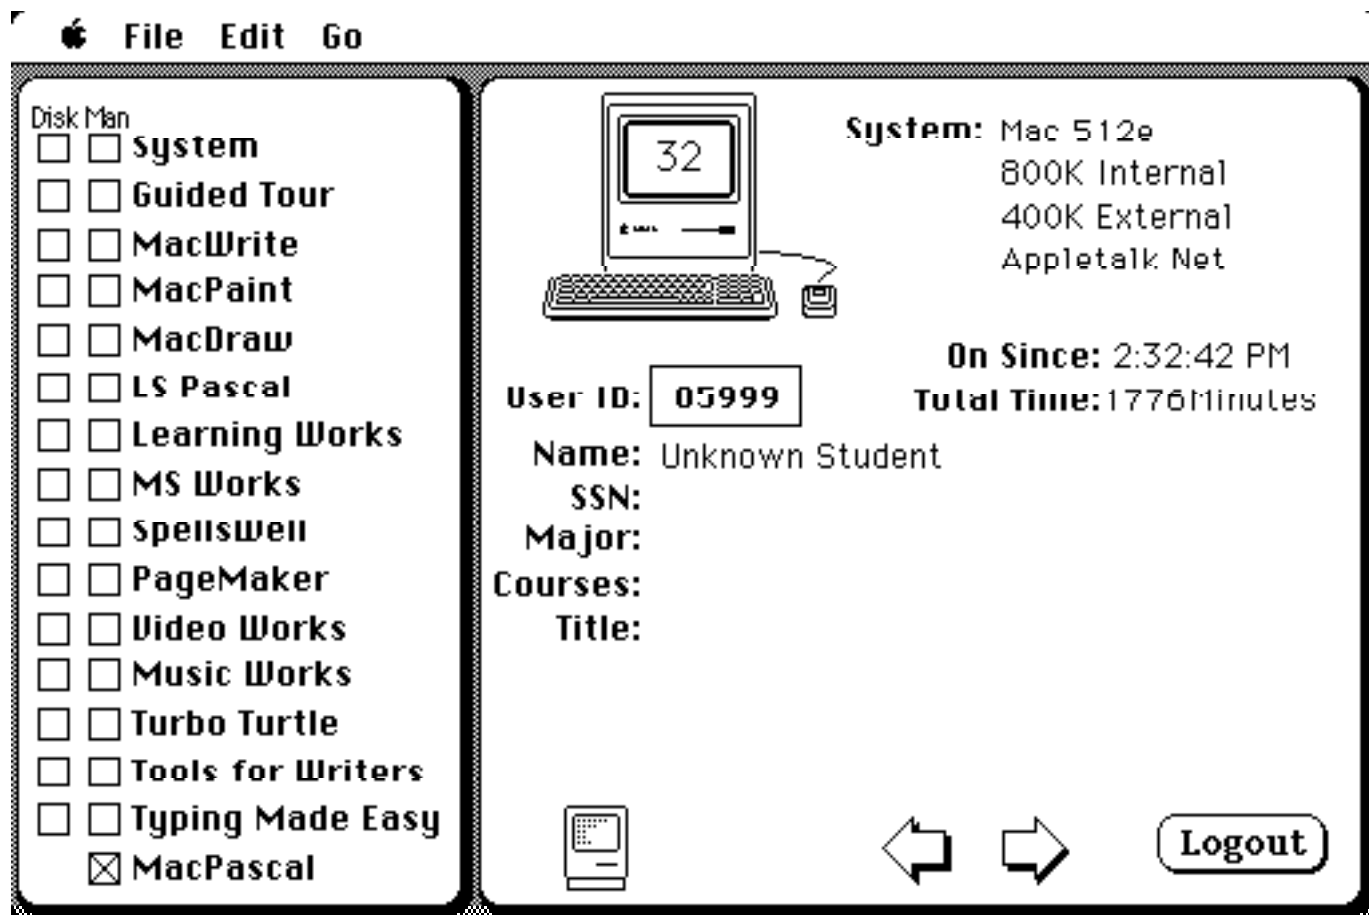 File Edit Go
Disk Man
System
Guided Tour
MacWrite
MacPaint
MacDraw
LS Pascal
Learning Works
MS Works
SpellsWell
PageMaker
Video Works
Music Works
Turbo Turtle
Tools for Writers
Typing Made Easy
MacPascal
32
System: Mac 512e
800K Internal
400K External
Appletalk Net
On Since: 2:32:42 PM
Total Time: 1776Minutes
User ID: 05999
Name: Unknown Student
SSN:
Major:
Courses:
Title:
Logout